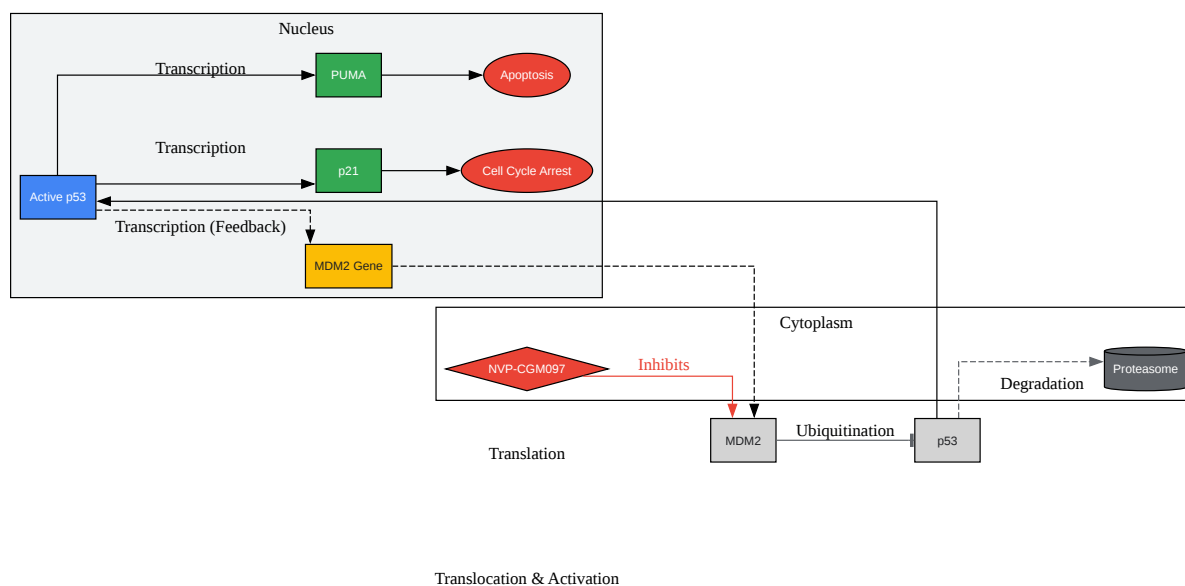 Nucleus
Transcription
PUMA
Apoptosis
Transcription
p21
Cell Cycle Arrest
Active p53
Transcription (Feedback)
MDM2 Gene
Cytoplasm
NVP-CGM097
Inhibits
Proteasome
Degradation
MDM2
Ubiquitination
p53
Translation
Translocation & Activation